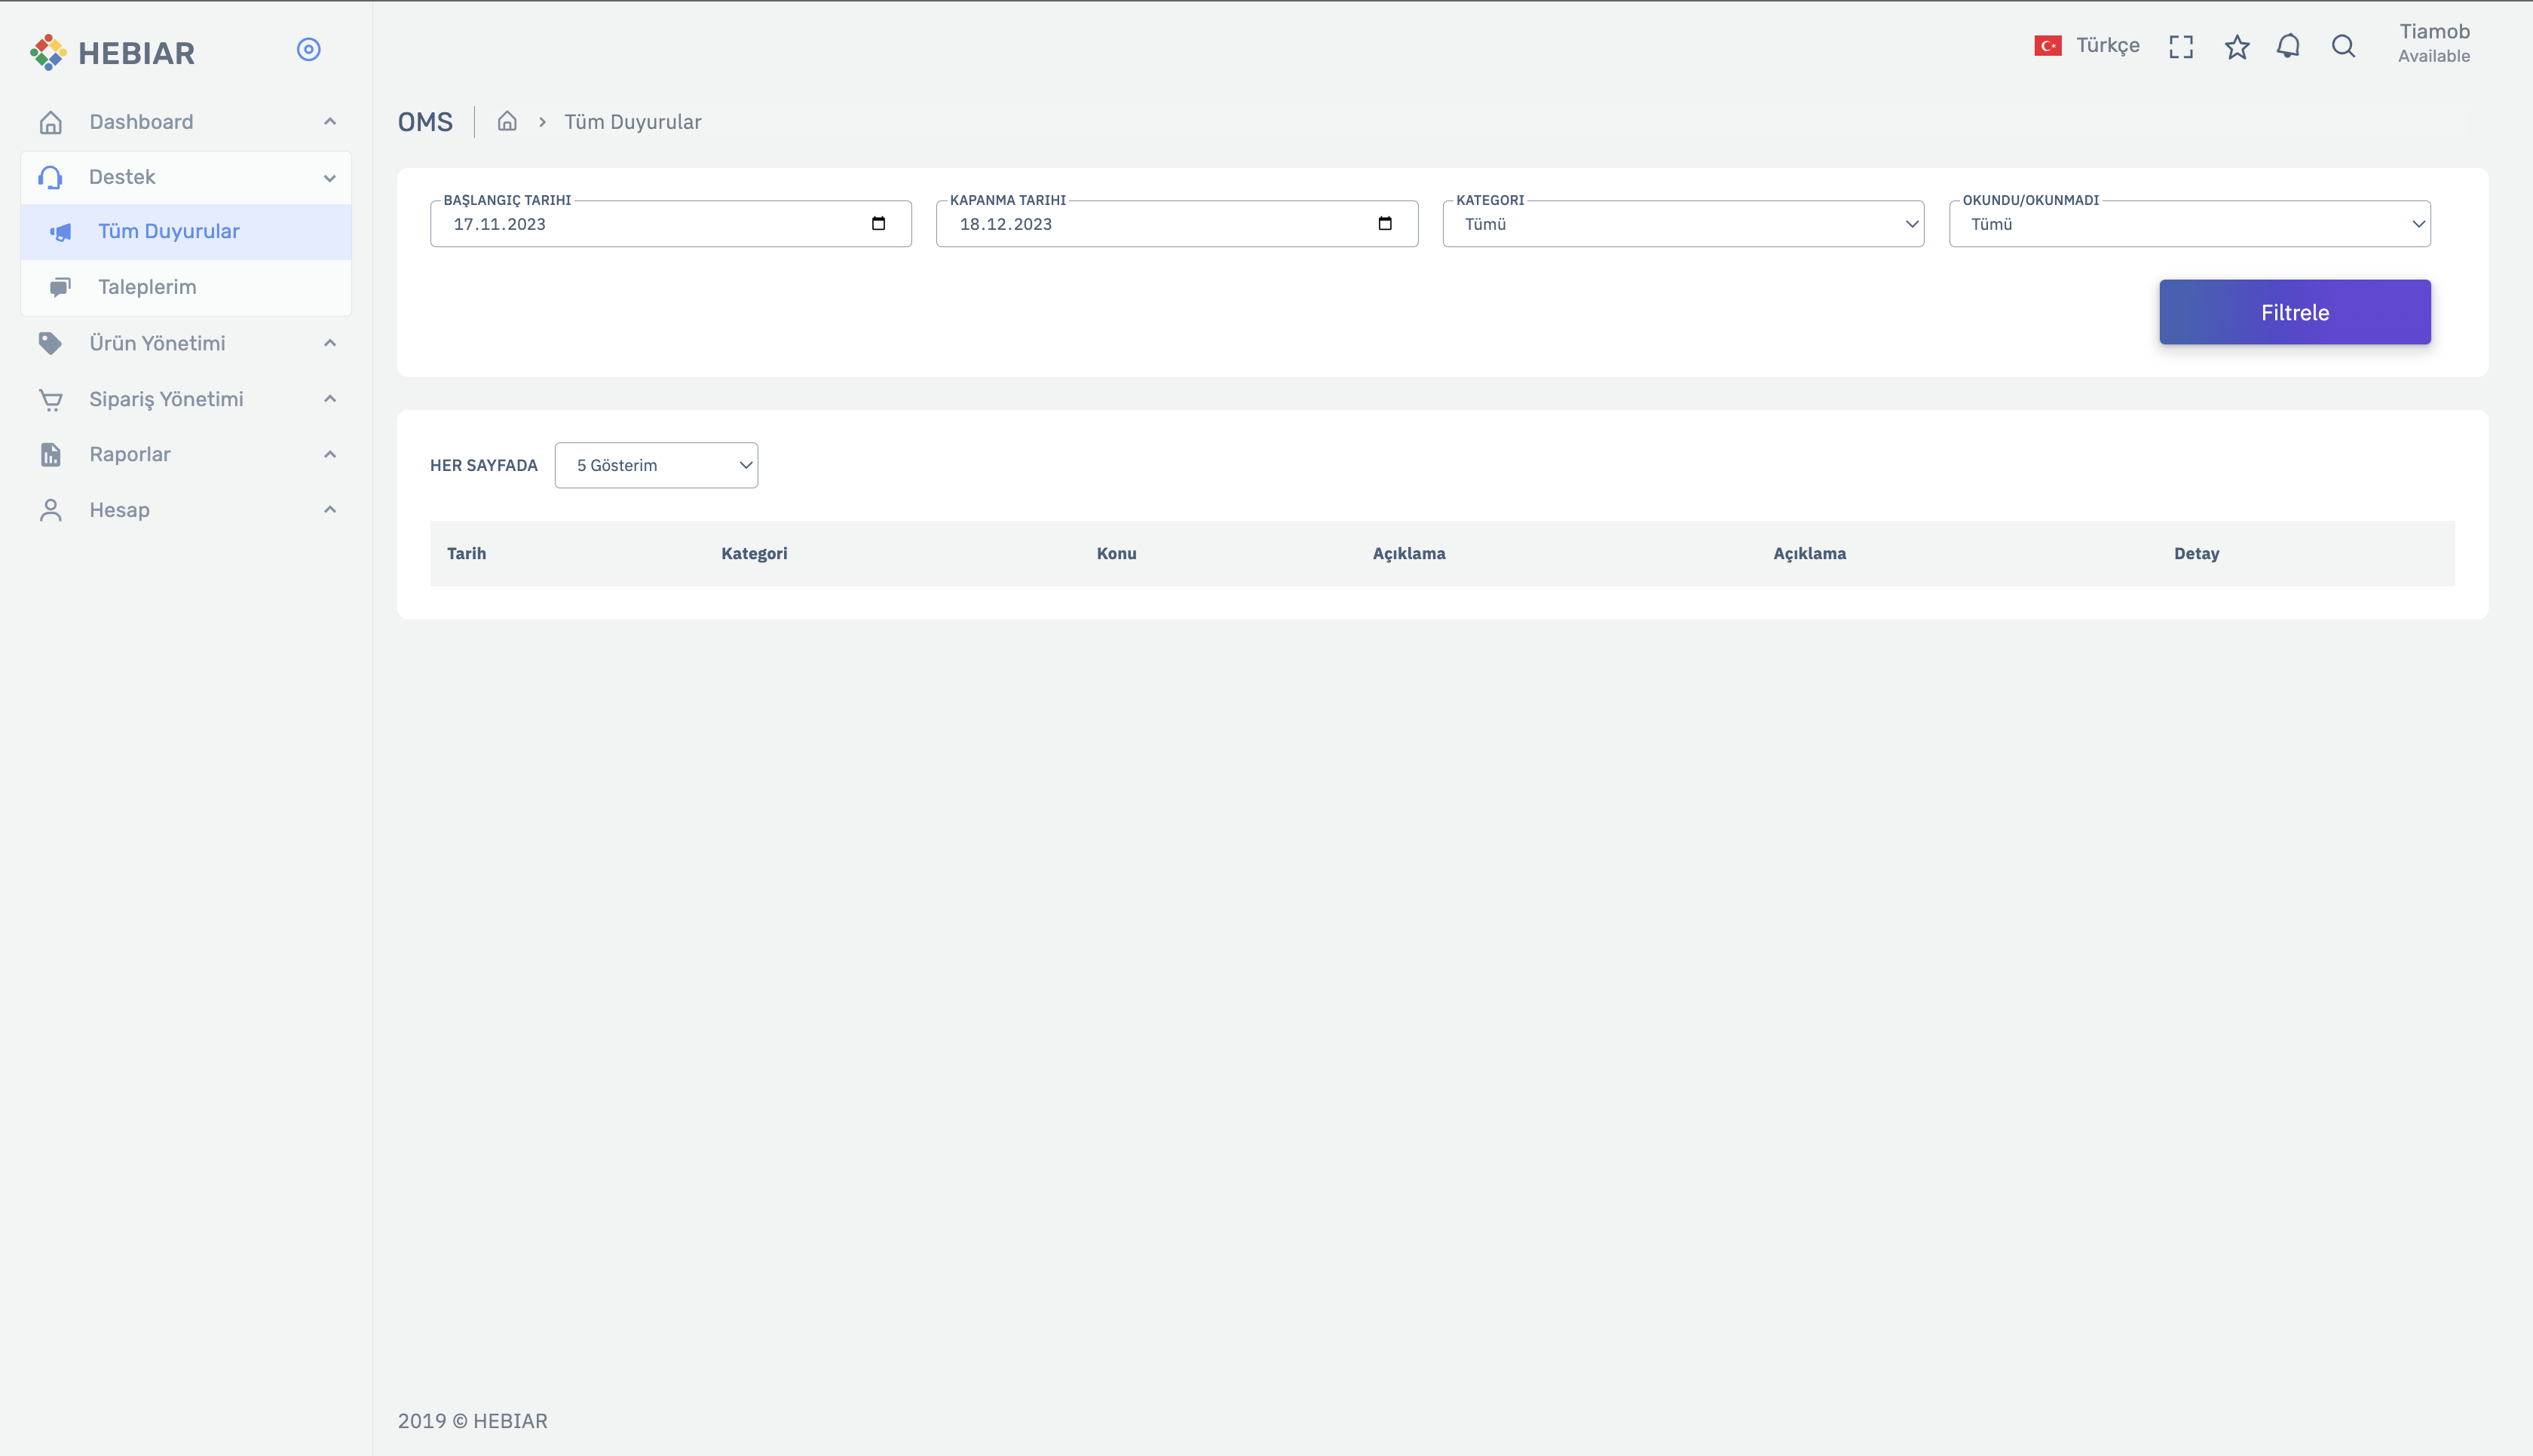 HEBIAR
Dashboard
Destek
Tüm Duyurular
Taleplerim
Ürün Yönetimi
Sipariş Yönetimi
Raporlar
Hesap
Türkçe
Tiamob
Available
OMS
Tüm Duyurular
BAŞLANGIÇ TARIHI
17.11.2023
KAPANMA TARIHI
18.12.2023
KATEGORI
Tümü
OKUNDU/OKUNMADI
Tümü
Filtrele
HER SAYFADA
5 Gösterim
Tarih Kategori Konu Açıklama Açıklama Detay
2019 © HEBIAR